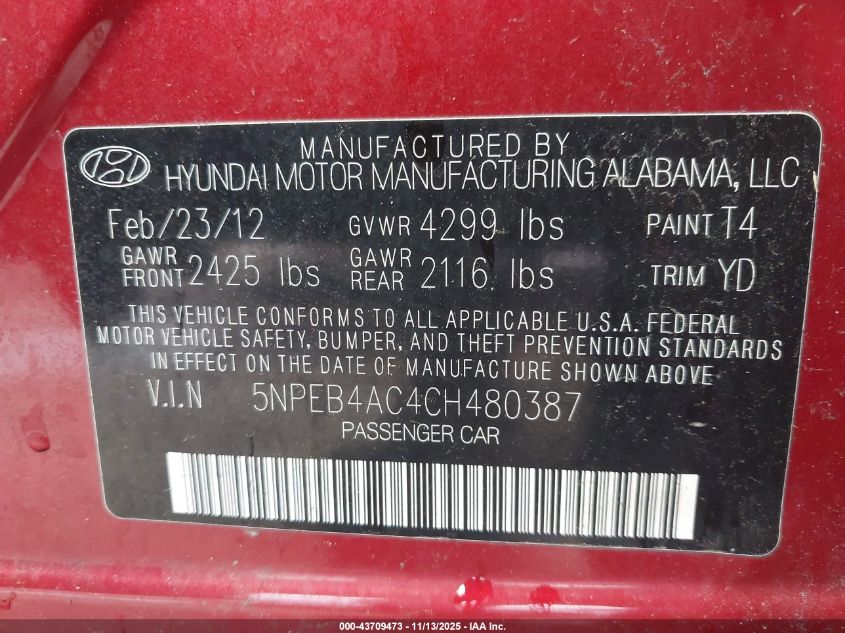 MANUFACTURED BY
HYUNDAI MOTOR MANUFACTURING ALABAMA, LLC
Feb/23/12 GVWR 4299 lbs PAINT T4
GAWR FRONT 2425 lbs GAWR REAR 2116 lbs TRIM YD
THIS VEHICLE CONFORMS TO ALL APPLICABLE U.S.A. FEDERAL
MOTOR VEHICLE SAFETY, BUMPER, AND THEFT PREVENTION STANDARDS
IN EFFECT ON THE DATE OF MANUFACTURE SHOWN ABOVE.
V.I.N 5NPEB4AC4CH480387
PASSENGER CAR
000-43709473 - 11/13/2025 - IAA Inc.